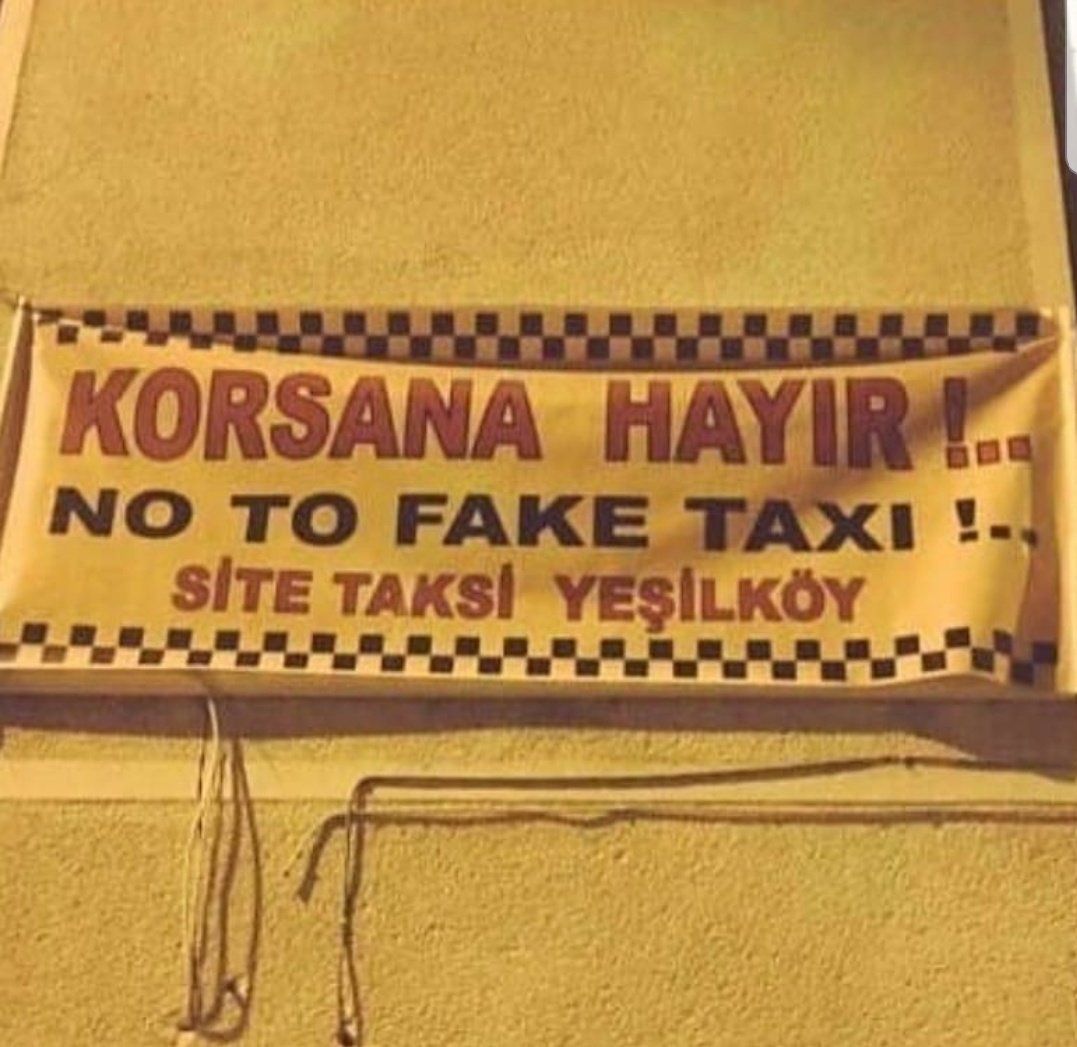 KORSANA HAYIR !...
NO TO FAKE TAXI !...
SİTE TAKSİ YEŞİLKÖY